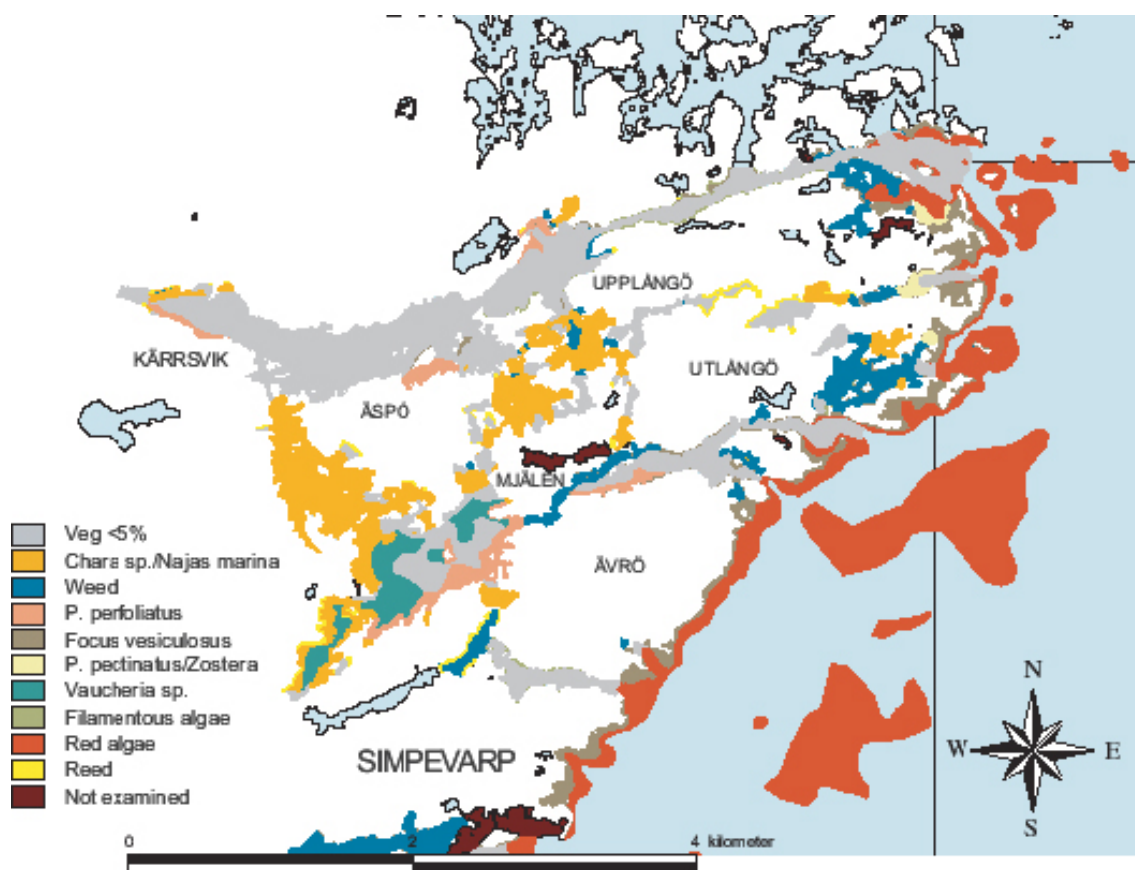 UPPLÅNGÖ
KÄRRSVIK
UTLÅNGÖ
ÄSPÖ
MJÄLEN
ÄVRÖ
SIMPEVARP
Veg <5%
Chara sp./Najas marina
Weed
P. perfoliatus
Focus vesiculosus
P. pectinatus/Zostera
Vaucheria sp.
Filamentous algae
Red algae
Reed
Not examined
N
W E
S
0 2 4 kilometer